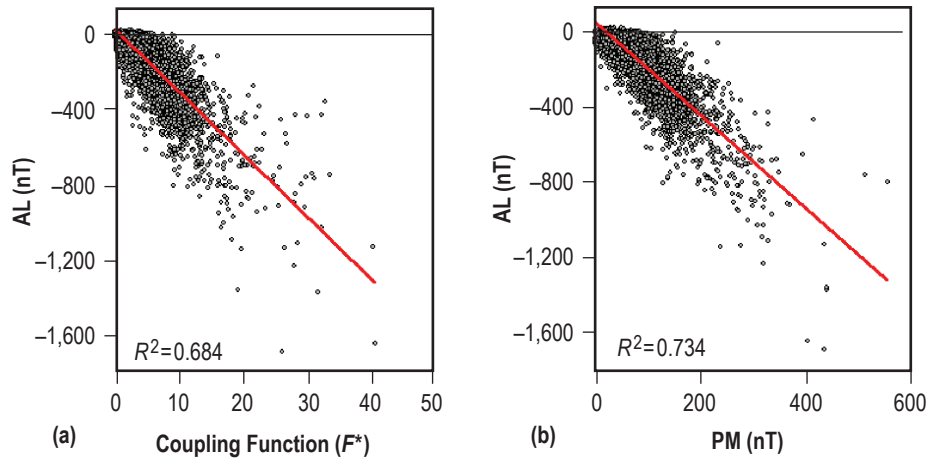 0
–400
–800
–1,200
–1,600
AL (nT)
R²=0.684
0 10 20 30 40 50
(a) Coupling Function (F*)
0
–400
–800
–1,200
–1,600
AL (nT)
R²=0.734
0 200 400 600
(b) PM (nT)